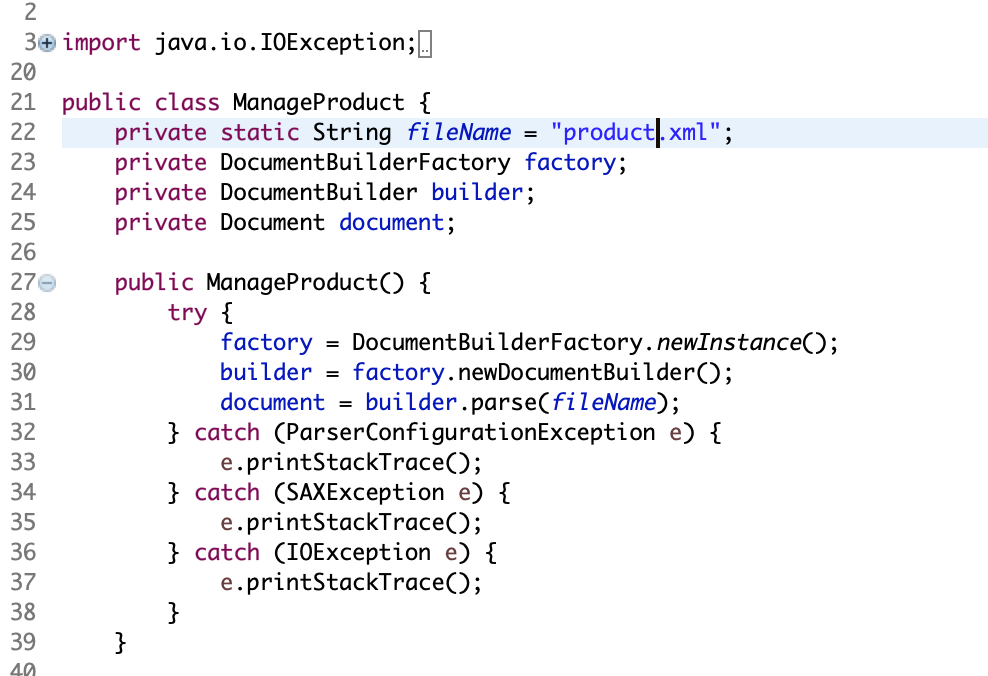 2
3 import java.io.IOException;
20
21 public class ManageProduct {
22     private static String fileName = "product.xml";
23     private DocumentBuilderFactory factory;
24     private DocumentBuilder builder;
25     private Document document;
26
27     public ManageProduct() {
28         try {
29             factory = DocumentBuilderFactory.newInstance();
30             builder = factory.newDocumentBuilder();
31             document = builder.parse(fileName);
32         } catch (ParserConfigurationException e) {
33             e.printStackTrace();
34         } catch (SAXException e) {
35             e.printStackTrace();
36         } catch (IOException e) {
37             e.printStackTrace();
38         }
39     }
40